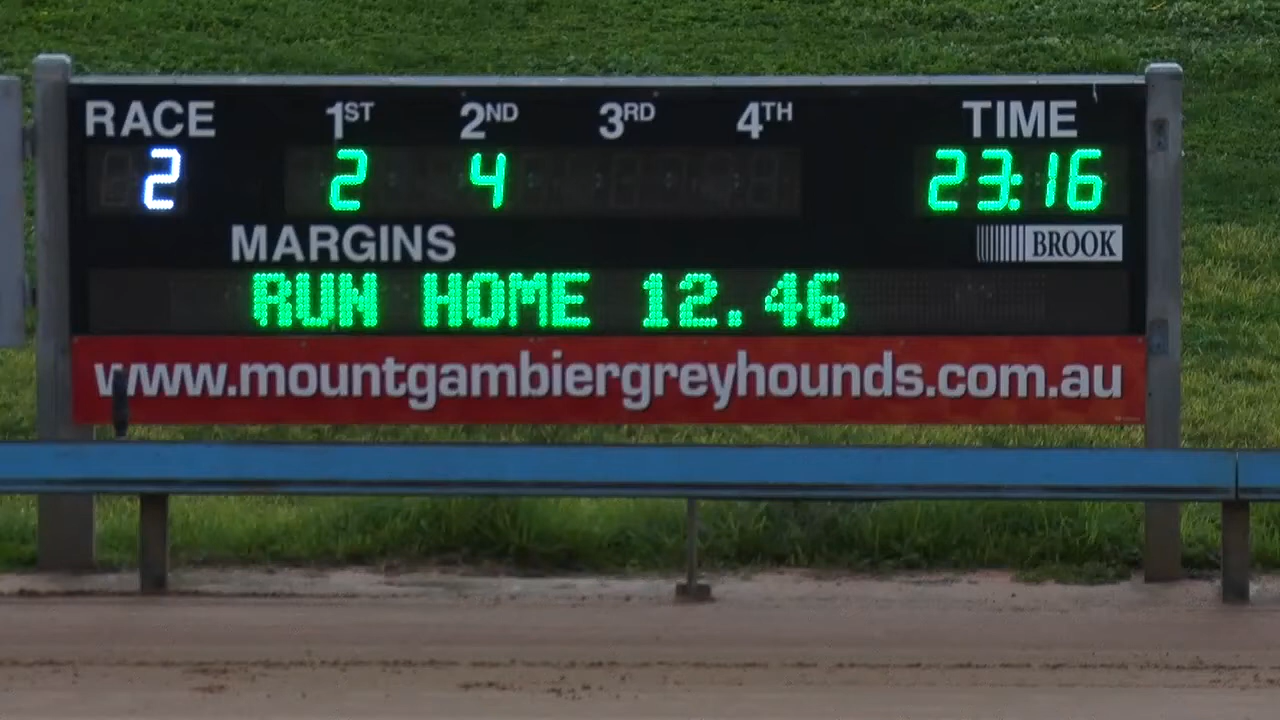 RACE 1ST 2ND 3RD 4TH TIME
2 2 4 23:16
MARGINS BROOK
RUN HOME 12.46
www.mountgambiergreyhounds.com.au